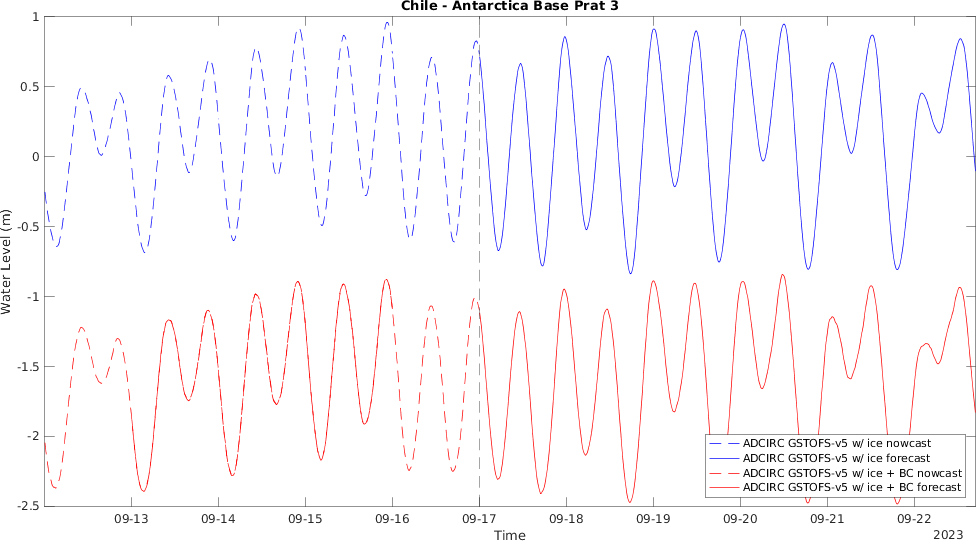 Chile - Antarctica Base Prat 3
Water Level (m)
1
0.5
0
-0.5
-1
-1.5
-2
-2.5
ADCIRC GSTOFS-v5 w/ ice nowcast
ADCIRC GSTOFS-v5 w/ ice forecast
ADCIRC GSTOFS-v5 w/ ice + BC nowcast
ADCIRC GSTOFS-v5 w/ ice + BC forecast
09-13 09-14 09-15 09-16 09-17 09-18 09-19 09-20 09-21 09-22
Time
2023